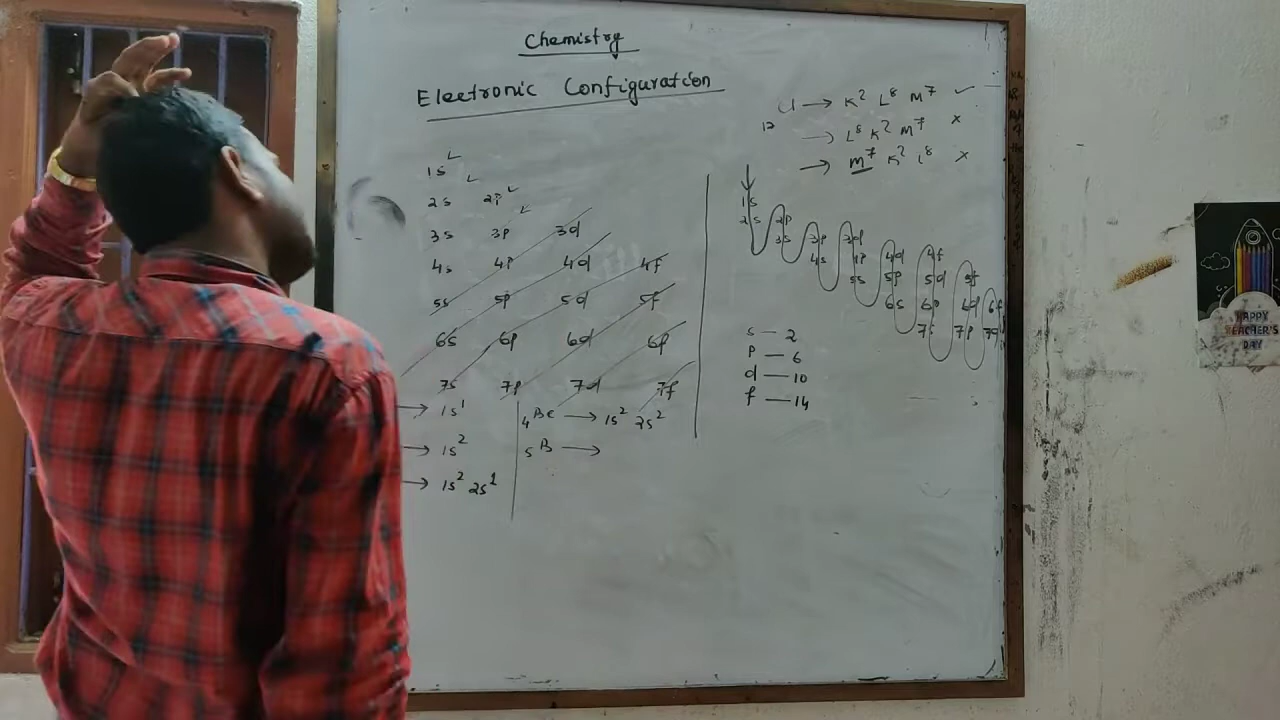 Chemistry
Electronic Configuration
1s
2s 2p
3s 3p 3d
4s 4p 4d 4f
5s 5p 5d 5f
6s 6p 6d 6p
7s 7p 7d 7f
→ 1s¹
→ 1s²
→ 1s² 2s¹
₄Be → 1s² 2s²
₅B →
Cl → K² L⁸ M⁷ ✓
→ L⁸ K² M⁷ x
→ M⁷ K² L⁸ x
1s
2s 2p
3s 3p 3d
4s 4d 4f
5s 5p 5d 5f
6s 6p 6d 6f
7p
s — 2
p — 6
d — 10
f — 14
HAPPY
TEACHER'S
DAY